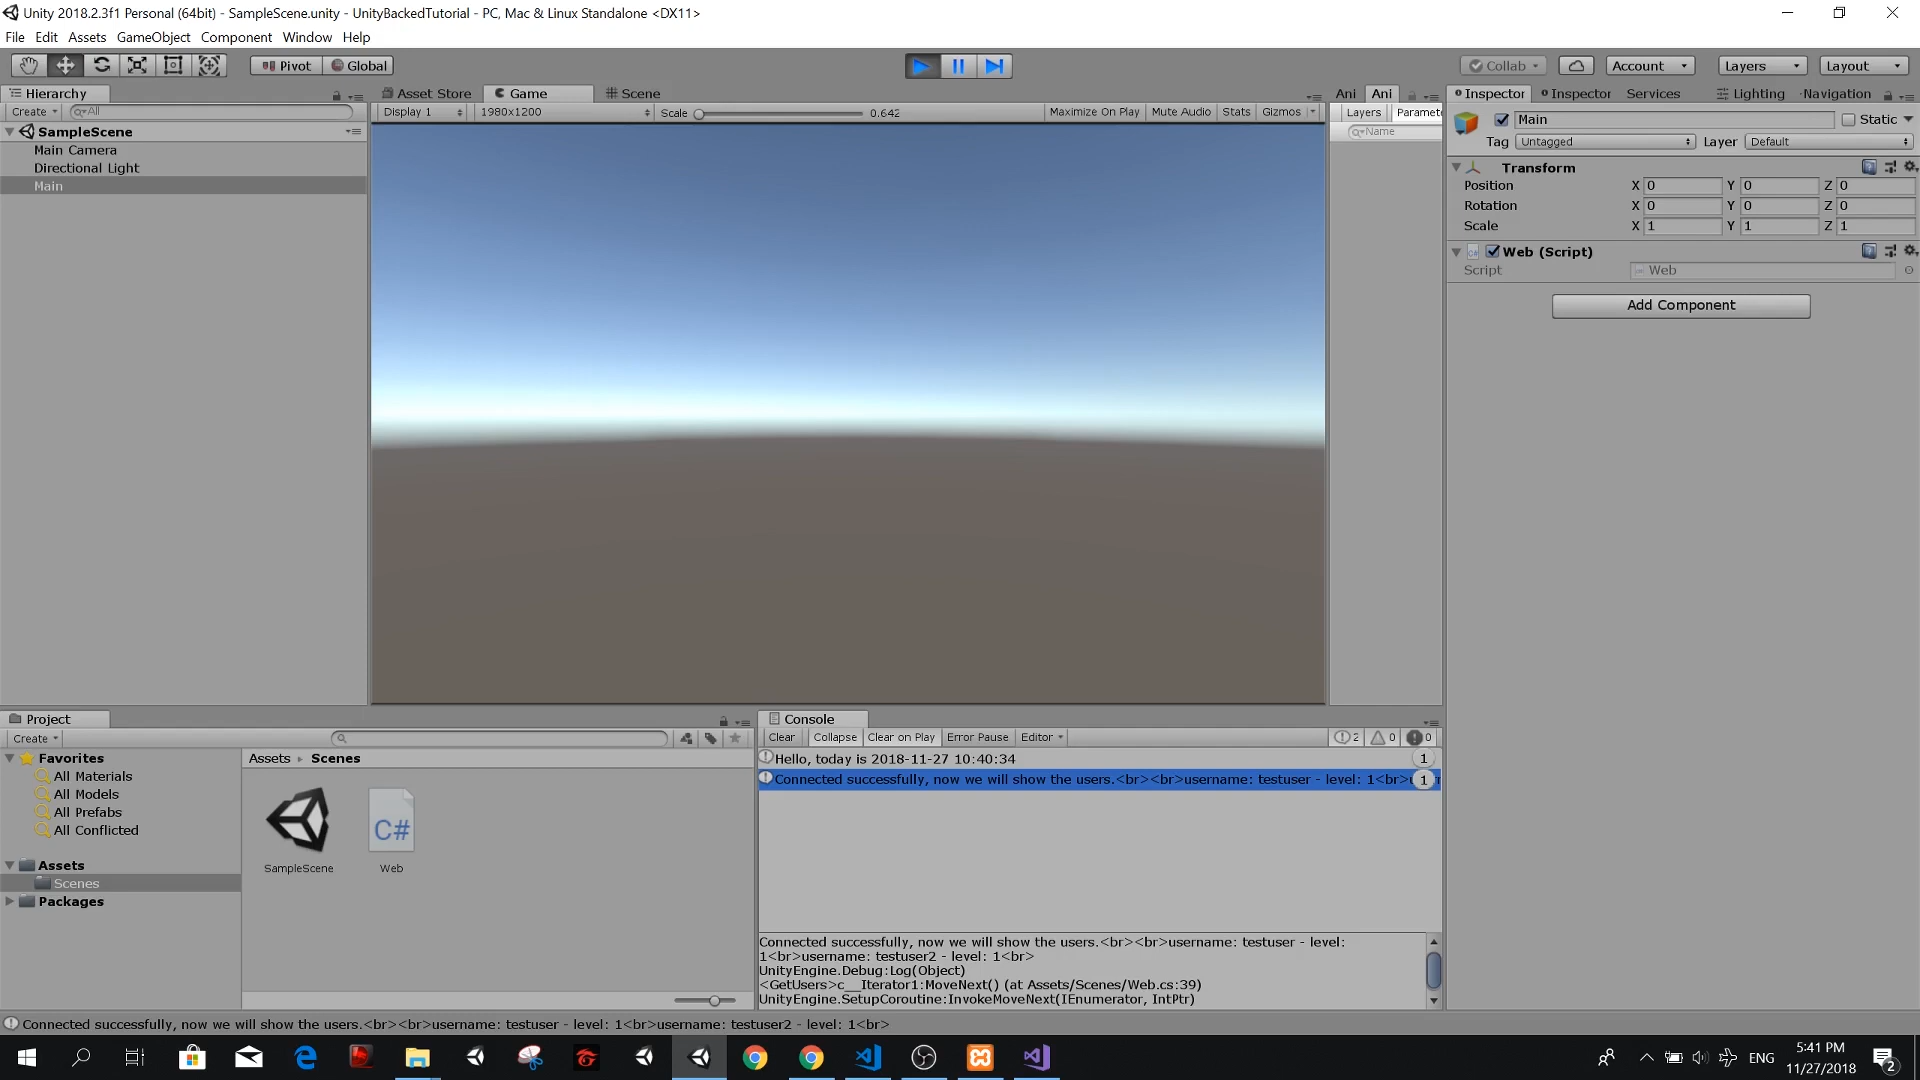 Unity 2018.2.3f1 Personal (64bit) - SampleScene.unity - UnityBackedTutorial - PC, Mac & Linux Standalone <DX11>
File Edit Assets GameObject Component Window Help
Pivot Global
Collab Account Layers Layout
Hierarchy
Create All
SampleScene
Main Camera
Directional Light
Main
Asset Store Game Scene
Display 1 1980x1200 Scale 0.642 Maximize On Play Mute Audio Stats Gizmos
Ani Ani
Layers Paramet
Name
Inspector Inspector Services Lighting Navigation
Main Static
Tag Untagged Layer Default
Transform
Position X 0 Y 0 Z 0
Rotation X 0 Y 0 Z 0
Scale X 1 Y 1 Z 1
Web (Script)
Script Web
Add Component
Project
Create
Favorites
All Materials
All Models
All Prefabs
All Conflicted
Assets
Scenes
Packages
Assets Scenes
SampleScene
C#
Web
Console
Clear Collapse Clear on Play Error Pause Editor 2 0 0
Hello, today is 2018-11-27 10:40:34 1
Connected successfully, now we will show the users.<br><br>username: testuser - level: 1<br>u 1
Connected successfully, now we will show the users.<br><br>username: testuser - level:
1<br>username: testuser2 - level: 1<br>
UnityEngine.Debug:Log(Object)
<GetUsers>c__Iterator1:MoveNext() (at Assets/Scenes/Web.cs:39)
UnityEngine.SetupCoroutine:InvokeMoveNext(IEnumerator, IntPtr)
Connected successfully, now we will show the users.<br><br>username: testuser - level: 1<br>username: testuser2 - level: 1<br>
ENG
5:41 PM
11/27/2018
2